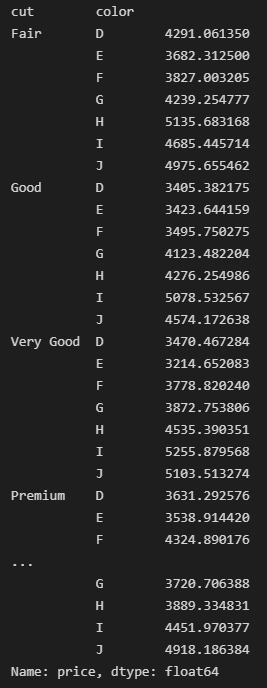 cut        color
Fair       D        4291.061350
           E        3682.312500
           F        3827.003205
           G        4239.254777
           H        5135.683168
           I        4685.445714
           J        4975.655462
Good       D        3405.382175
           E        3423.644159
           F        3495.750275
           G        4123.482204
           H        4276.254986
           I        5078.532567
           J        4574.172638
Very Good  D        3470.467284
           E        3214.652083
           F        3778.820240
           G        3872.753806
           H        4535.390351
           I        5255.879568
           J        5103.513274
Premium    D        3631.292576
           E        3538.914420
           F        4324.890176
...
           G        3720.706388
           H        3889.334831
           I        4451.970377
           J        4918.186384
Name: price, dtype: float64